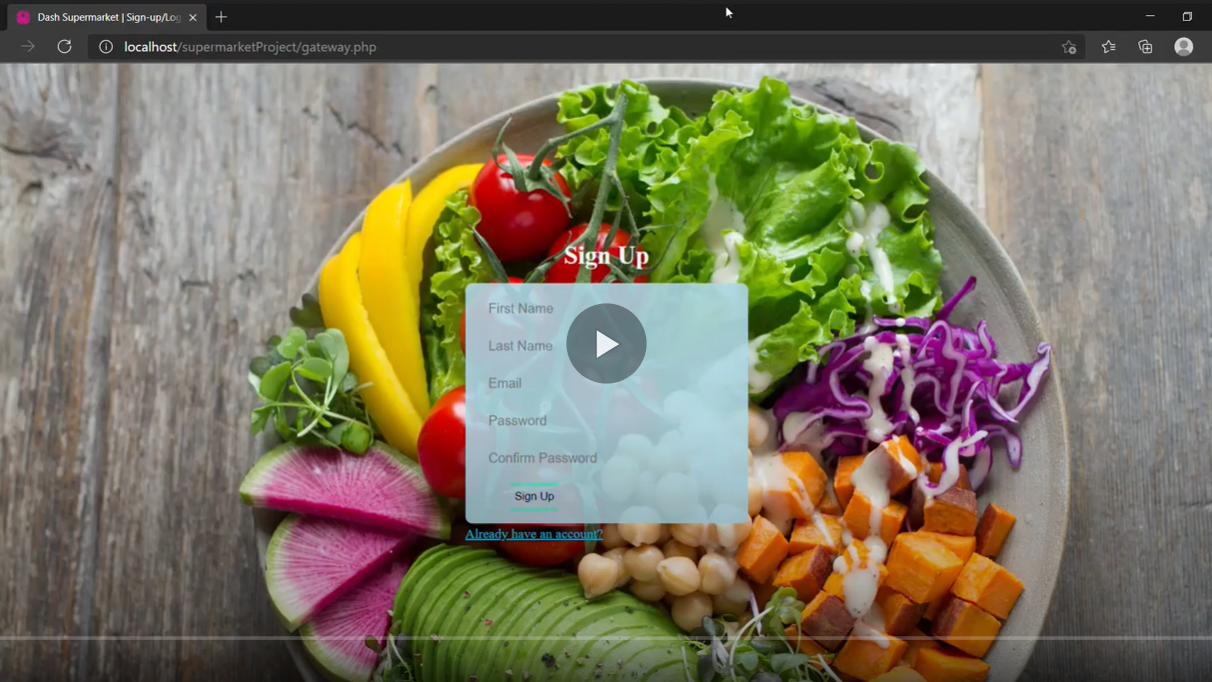 Dash Supermarket | Sign-up/Log
localhost/supermarketProject/gateway.php
Sign Up
First Name
Last Name
Email
Password
Confirm Password
Sign Up
Already have an account?